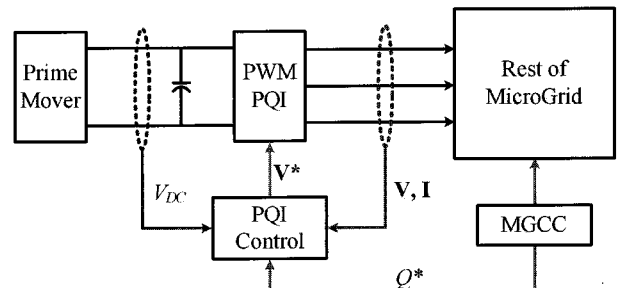 Prime
Mover
PWM
PQI
Rest of
MicroGrid
V*
V_DC
V, I
PQI
Control
MGCC
Q*